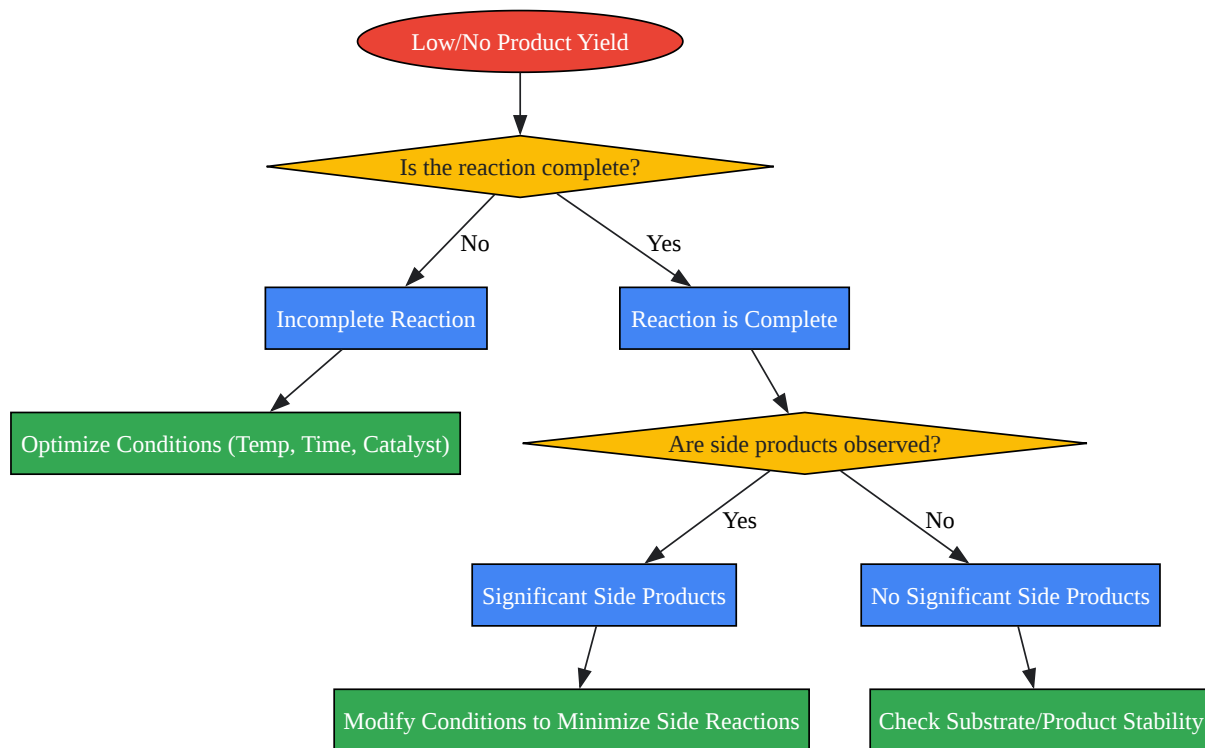 Low/No Product Yield
Is the reaction complete?
No
Yes
Incomplete Reaction
Reaction is Complete
Optimize Conditions (Temp, Time, Catalyst)
Are side products observed?
Yes
No
Significant Side Products
No Significant Side Products
Modify Conditions to Minimize Side Reactions
Check Substrate/Product Stability